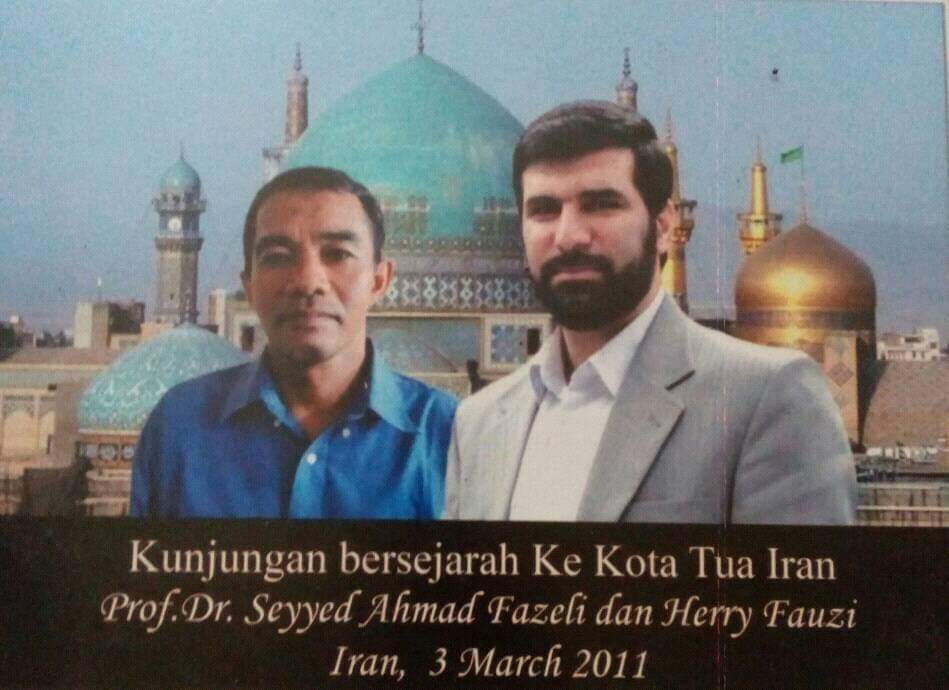 Kunjungan bersejarah Ke Kota Tua Iran
Prof.Dr. Seyyed Ahmad Fazeli dan Herry Fauzi
Iran, 3 March 2011